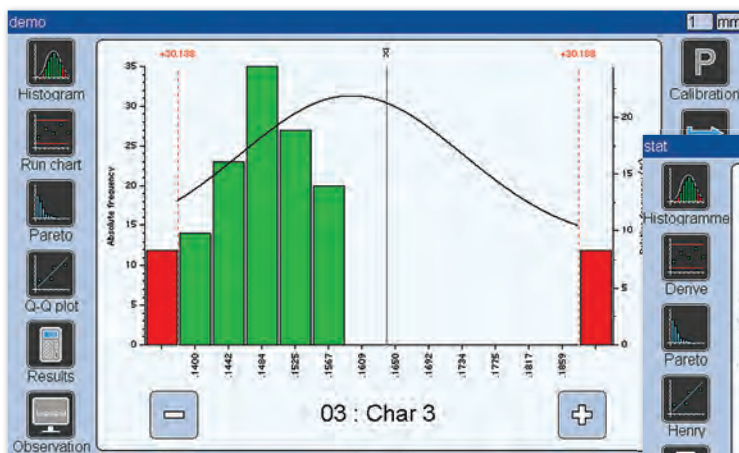 demo
1 mm
Histogram
Run chart
Pareto
Q-Q plot
Results
Observation
+30.138
+30.188
35
30
25
20
15
10
5
0
Absolute frequency
20
15
10
5
0
.1400
.1442
.1484
.1525
.1567
.1609
.1650
.1692
.1734
.1775
.1817
.1859
03 : Char 3
P
Calibration
stat
Histogramme
Derive
Pareto
Henry